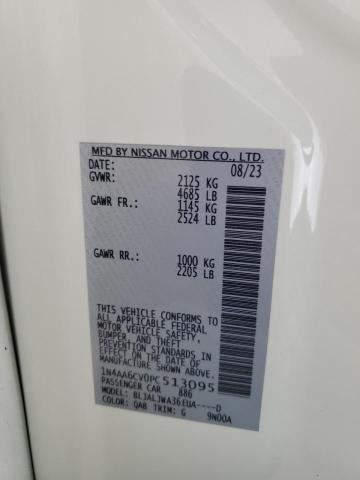 MFD BY NISSAN MOTOR CO., LTD.
DATE: 08/23
GVWR: 2125 KG
4685 LB
GAWR FR.: 1145 KG
2524 LB
GAWR RR.: 1000 KG
2205 LB
THIS VEHICLE CONFORMS TO
ALL APPLICABLE FEDERAL
MOTOR VEHICLE SAFETY,
BUMPER, AND THEFT
PREVENTION STANDARDS
IN EFFECT ON THE DATE OF
MANUFACTURE SHOWN ABOVE.
1N4AA6CV0PC513095
PASSENGER CAR 886
MODEL: BLJALJWA36EUA----D
COLOR: QAB TRIM: G 9N00A